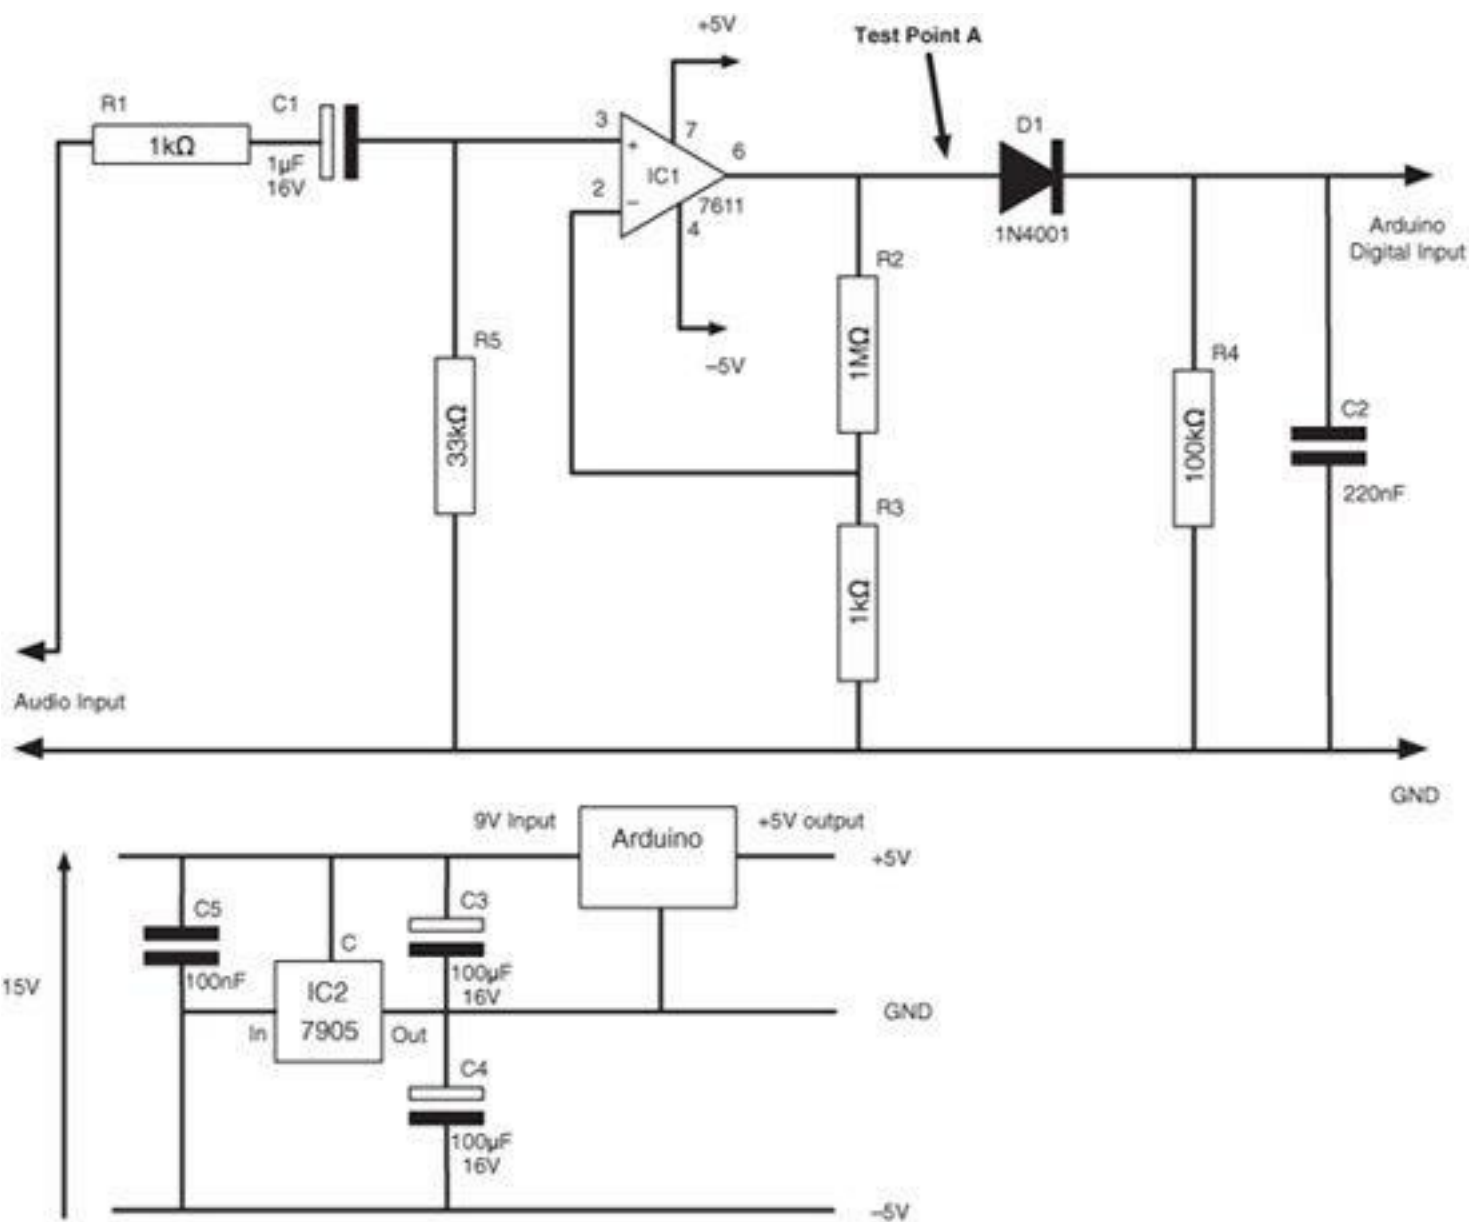 +5V
Test Point A
R1
C1
1kΩ
1µF
16V
3
+
7
IC1
6
2
–
7611
4
D1
1N4001
Arduino
Digital Input
R2
1MΩ
R5
33kΩ
–5V
R4
100kΩ
C2
220nF
R3
1kΩ
Audio Input
GND
9V Input
Arduino
+5V output
+5V
C5
100nF
C
C3
100µF
16V
15V
IC2
7905
In
Out
GND
C4
100µF
16V
–5V